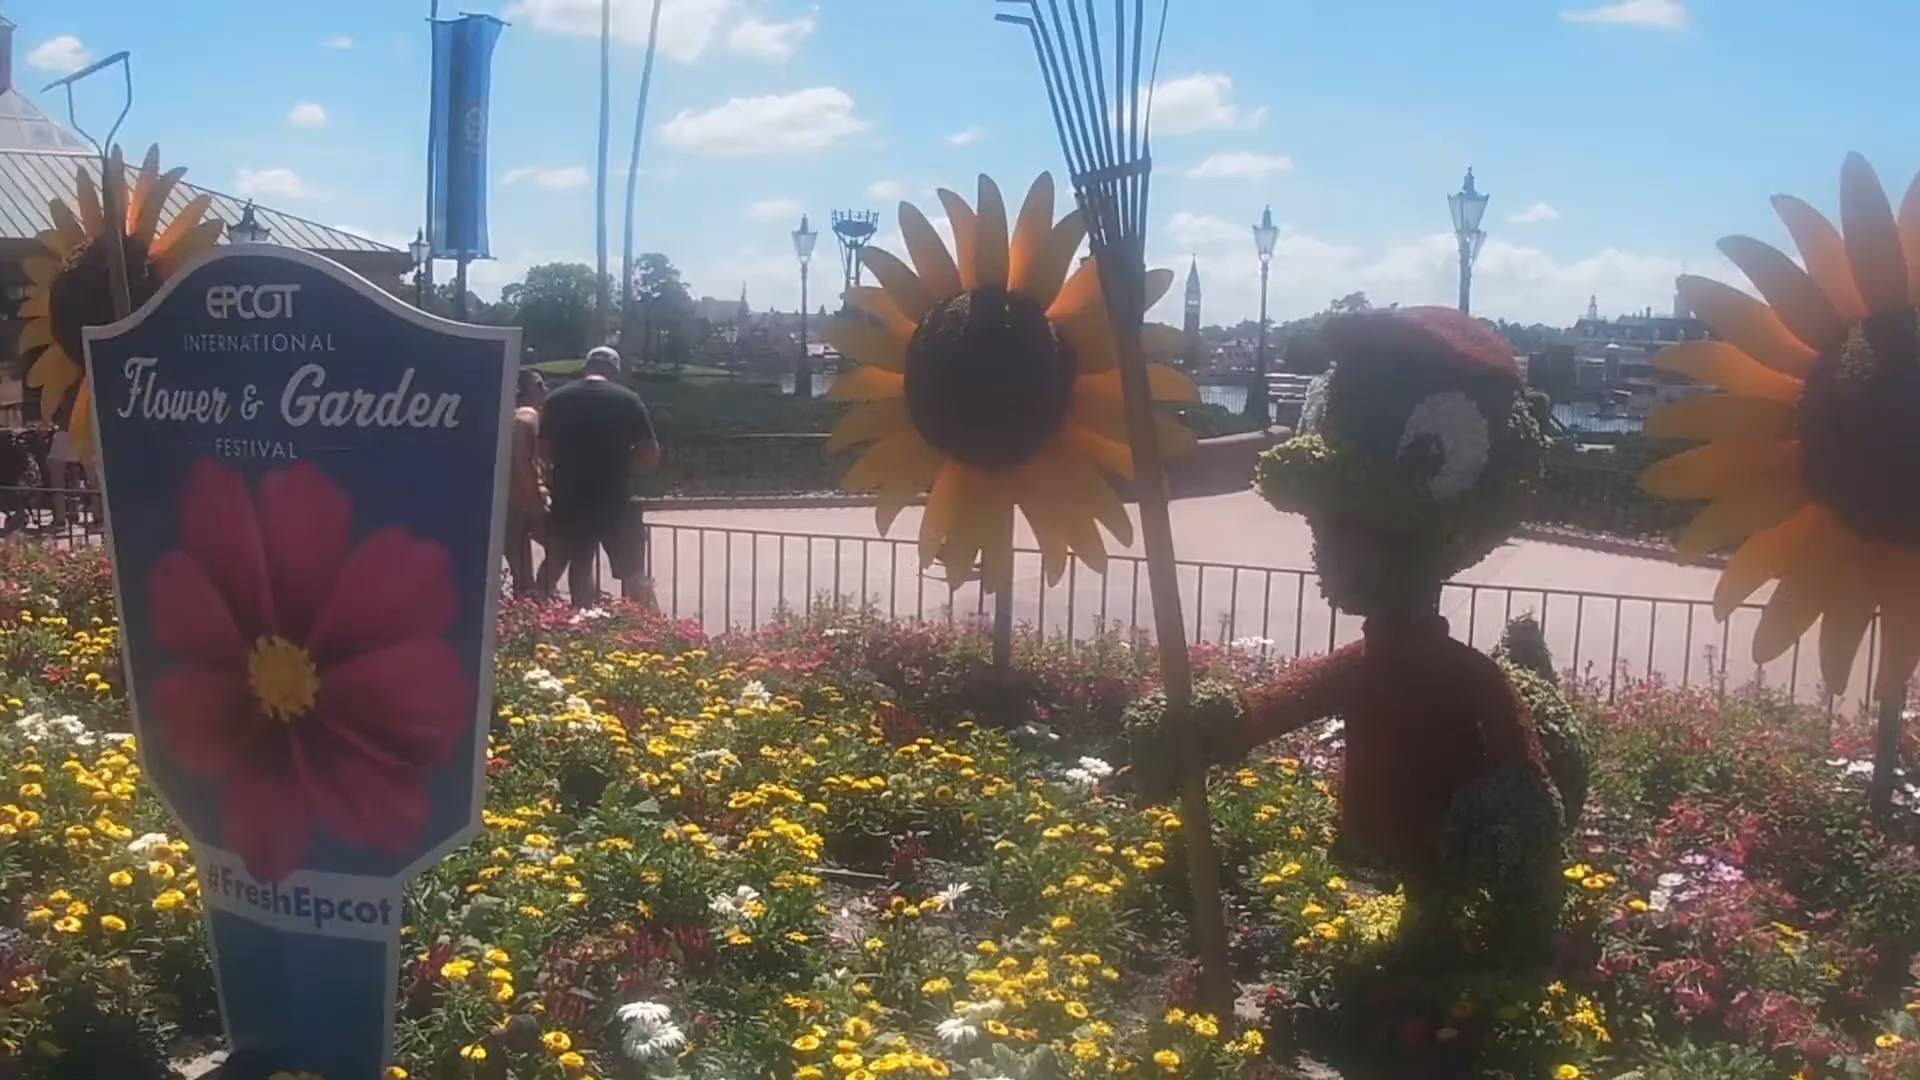 EPCOT
INTERNATIONAL
Flower & Garden
FESTIVAL
#FreshEpcot